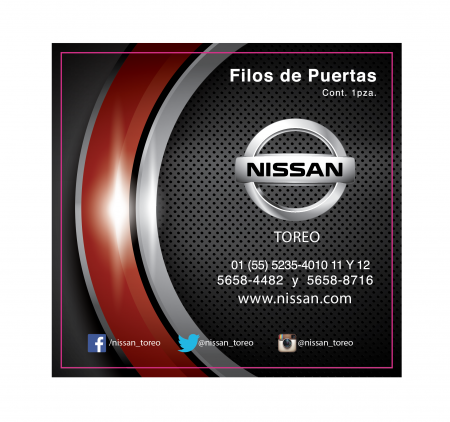 Filos de Puertas
Cont. 1pza.
NISSAN
TOREO
01 (55) 5235-4010 11 Y 12
5658-4482 y 5658-8716
www.nissan.com
/nissan_toreo @nissan_toreo @nissan_toreo